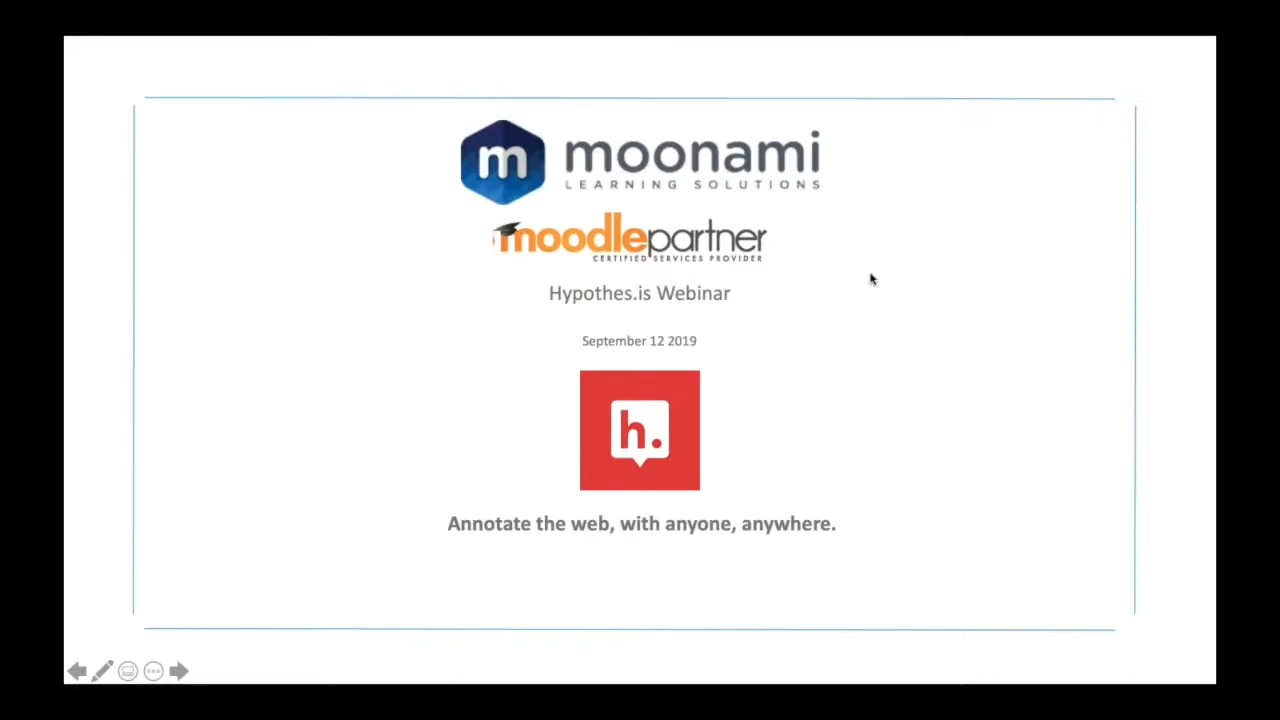 m moonami
LEARNING SOLUTIONS
moodlepartner
CERTIFIED SERVICES PROVIDER
Hypothes.is Webinar
September 12 2019
h.
Annotate the web, with anyone, anywhere.